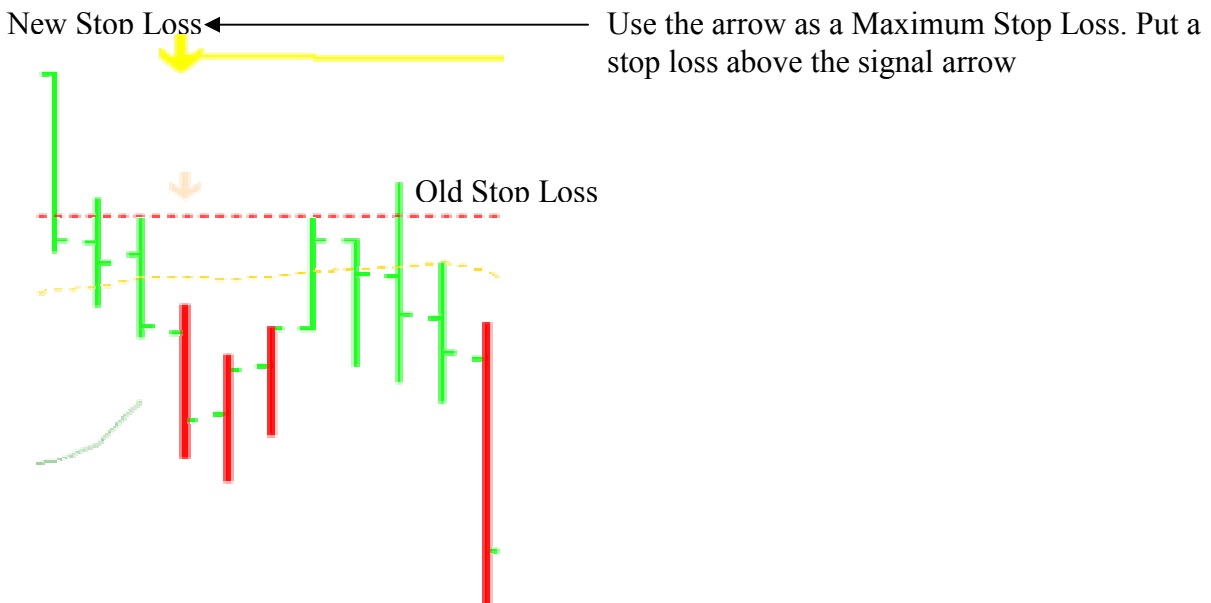 New Stop Loss
Use the arrow as a Maximum Stop Loss. Put a
stop loss above the signal arrow
Old Stop Loss